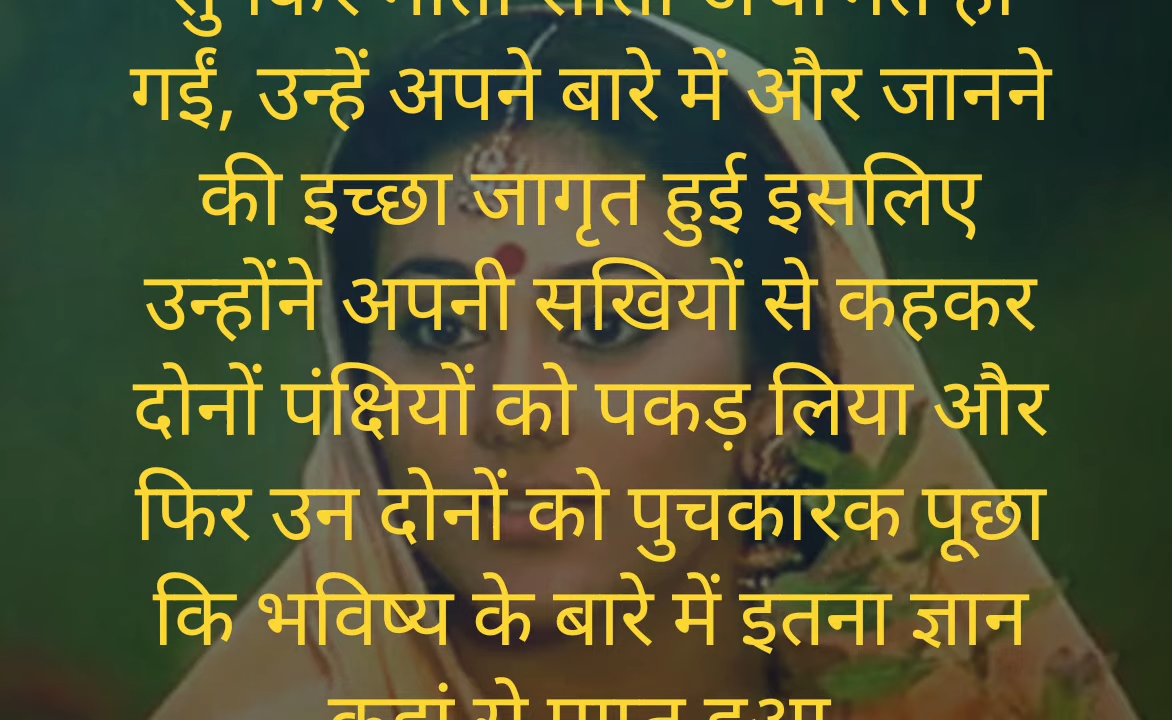 गईं, उन्हें अपने बारे में और जानने
की इच्छा जागृत हुई इसलिए
उन्होंने अपनी सखियों से कहकर
दोनों पंक्षियों को पकड़ लिया और
फिर उन दोनों को पुचकारक पूछा
कि भविष्य के बारे में इतना ज्ञान